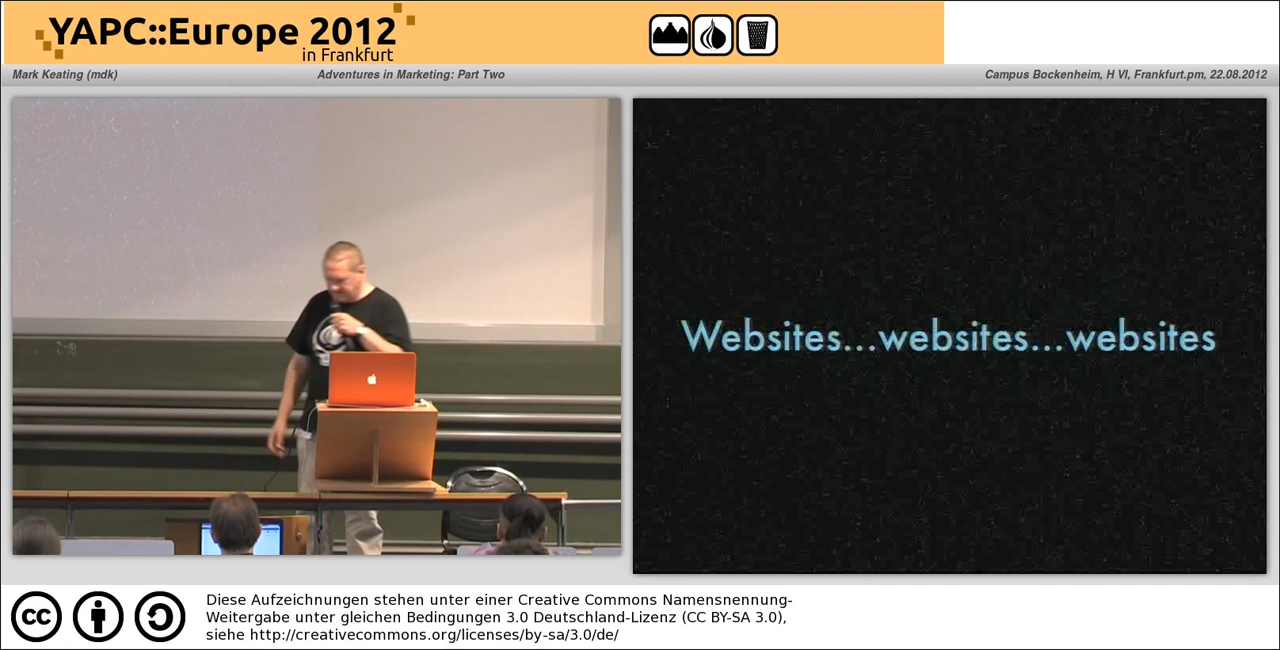 YAPC::Europe 2012
in Frankfurt
Mark Keating (mdk)
Adventures in Marketing: Part Two
Campus Bockenheim, H VI, Frankfurt.pm, 22.08.2012
Websites...websites...websites
cc
Diese Aufzeichnungen stehen unter einer Creative Commons Namensnennung-
Weitergabe unter gleichen Bedingungen 3.0 Deutschland-Lizenz (CC BY-SA 3.0),
siehe http://creativecommons.org/licenses/by-sa/3.0/de/